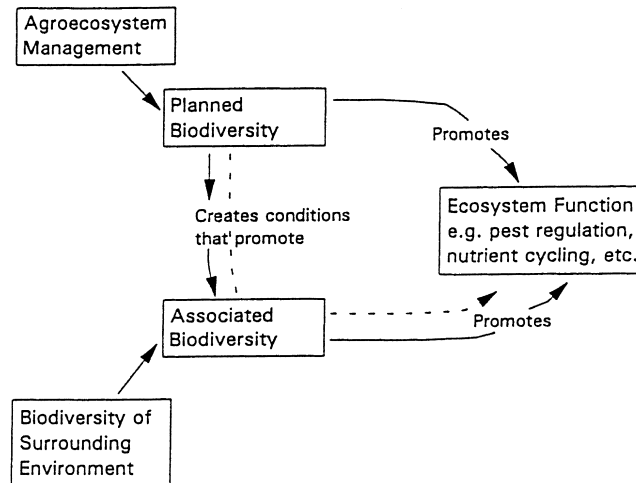 Agroecosystem
Management
Planned
Biodiversity
Promotes
Creates conditions
that promote
Ecosystem Function
e.g. pest regulation,
nutrient cycling, etc.
Associated
Biodiversity
Promotes
Biodiversity of
Surrounding
Environment